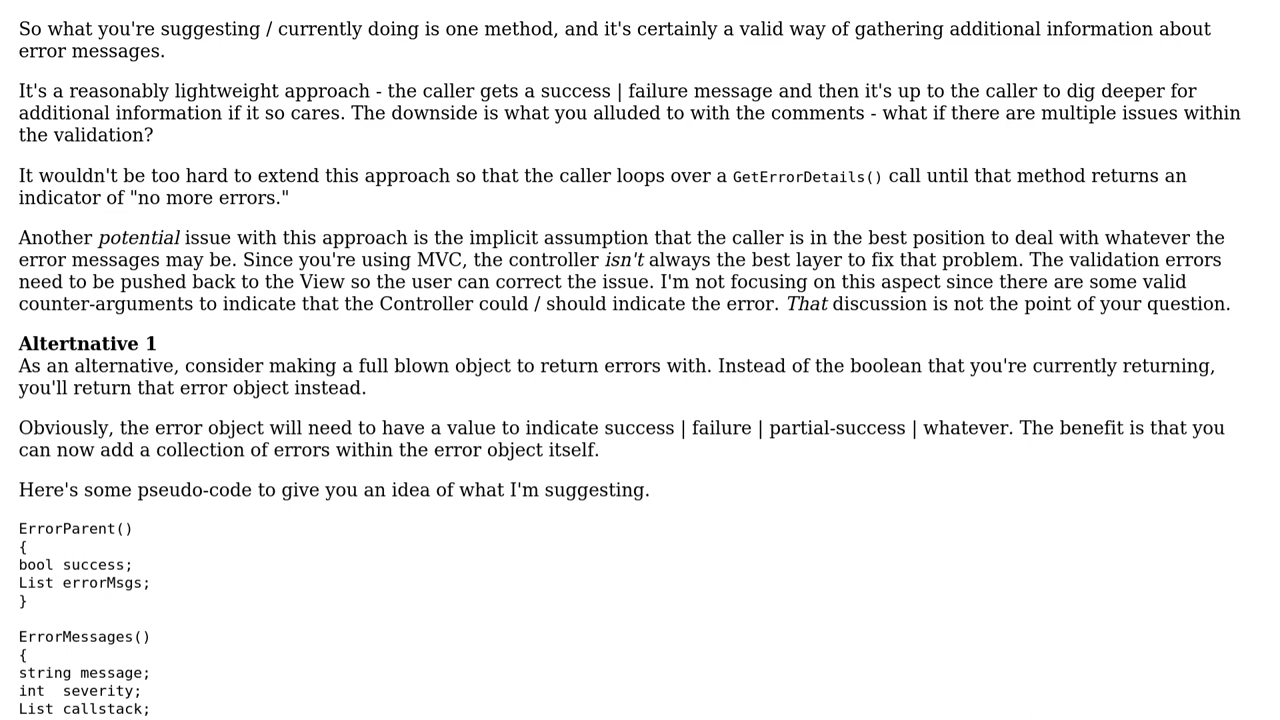 So what you're suggesting / currently doing is one method, and it's certainly a valid way of gathering additional information about
error messages.
It's a reasonably lightweight approach - the caller gets a success | failure message and then it's up to the caller to dig deeper for
additional information if it so cares. The downside is what you alluded to with the comments - what if there are multiple issues within
the validation?
It wouldn't be too hard to extend this approach so that the caller loops over a GetErrorDetails() call until that method returns an
indicator of "no more errors."
Another potential issue with this approach is the implicit assumption that the caller is in the best position to deal with whatever the
error messages may be. Since you're using MVC, the controller isn't always the best layer to fix that problem. The validation errors
need to be pushed back to the View so the user can correct the issue. I'm not focusing on this aspect since there are some valid
counter-arguments to indicate that the Controller could / should indicate the error. That discussion is not the point of your question.
Altertnative 1
As an alternative, consider making a full blown object to return errors with. Instead of the boolean that you're currently returning,
you'll return that error object instead.
Obviously, the error object will need to have a value to indicate success | failure | partial-success | whatever. The benefit is that you
can now add a collection of errors within the error object itself.
Here's some pseudo-code to give you an idea of what I'm suggesting.
ErrorParent()
{
bool success;
List errorMsgs;
}
ErrorMessages()
{
string message;
int  severity;
List callstack;